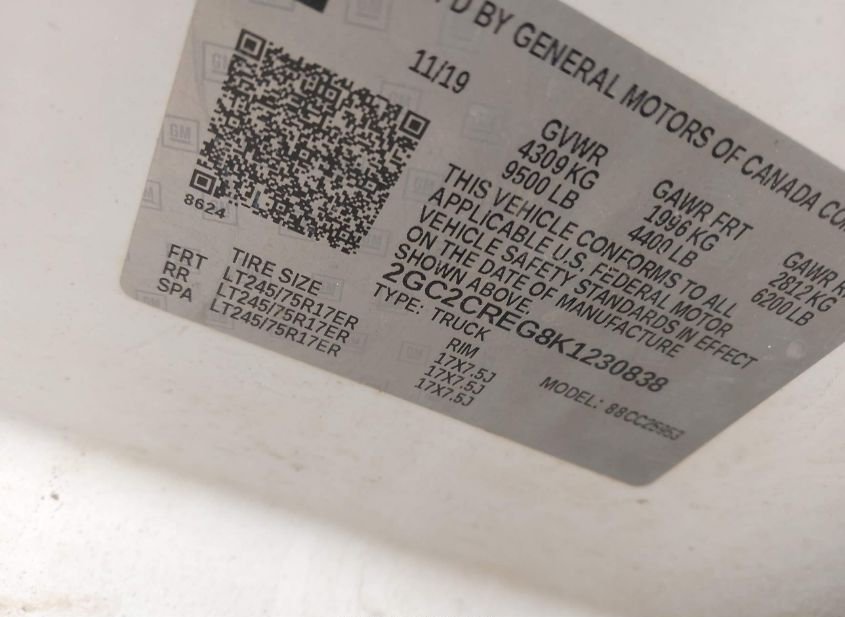 'D BY GENERAL MOTORS OF CANADA CO
11/19
GVWR
4309 KG
9500 LB
GAWR FRT
1996 KG
4400 LB
GAWR R
2812 KG
6200 LB
THIS VEHICLE CONFORMS TO ALL
APPLICABLE U.S. FEDERAL MOTOR
VEHICLE SAFETY STANDARDS IN EFFECT
ON THE DATE OF MANUFACTURE
SHOWN ABOVE.
2GC2CREG8K1230838
TYPE: TRUCK
MODEL: 88CC25953
8624
TIRE SIZE
RIM
FRT LT245/75R17ER 17X7.5J
RR LT245/75R17ER 17X7.5J
SPA LT245/75R17ER 17X7.5J
GM